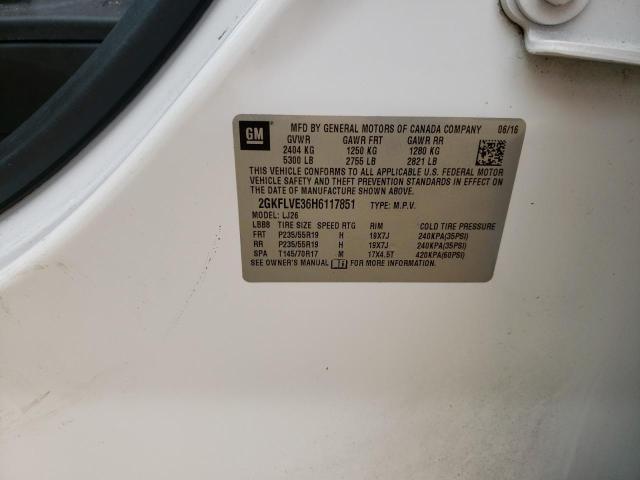 GM MFD BY GENERAL MOTORS OF CANADA COMPANY 06/16
GVWR GAWR FRT GAWR RR
2404 KG 1250 KG 1280 KG
5300 LB 2755 LB 2821 LB
THIS VEHICLE CONFORMS TO ALL APPLICABLE U.S. FEDERAL MOTOR
VEHICLE SAFETY AND THEFT PREVENTION STANDARDS IN EFFECT ON
THE DATE OF MANUFACTURE SHOWN ABOVE.
2GKFLVE36H6117851 TYPE: M.P.V.
MODEL: LJ26
LBBB TIRE SIZE SPEED RTG RIM COLD TIRE PRESSURE
FRT P235/55R19 H 19X7J 240KPA(35PSI)
RR P235/55R19 H 19X7J 240KPA(35PSI)
SPA T145/70R17 M 17X4.5T 420KPA(60PSI)
SEE OWNER'S MANUAL FOR MORE INFORMATION.